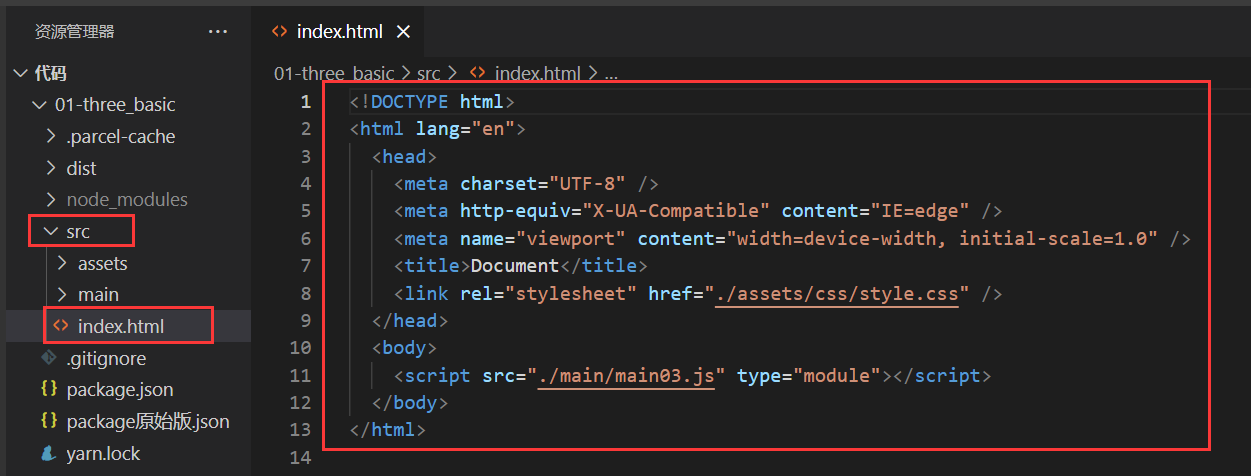 资源管理器 ···
代码
01-three_basic
.parcel-cache
dist
node_modules
src
assets
main
<> index.html
.gitignore
{} package.json
{} package原始版.json
yarn.lock
<> index.html ×
01-three_basic > src > <> index.html > ...
1 <!DOCTYPE html>
2 <html lang="en">
3 <head>
4 <meta charset="UTF-8" />
5 <meta http-equiv="X-UA-Compatible" content="IE=edge" />
6 <meta name="viewport" content="width=device-width, initial-scale=1.0" />
7 <title>Document</title>
8 <link rel="stylesheet" href="./assets/css/style.css" />
9 </head>
10 <body>
11 <script src="./main/main03.js" type="module"></script>
12 </body>
13 </html>
14